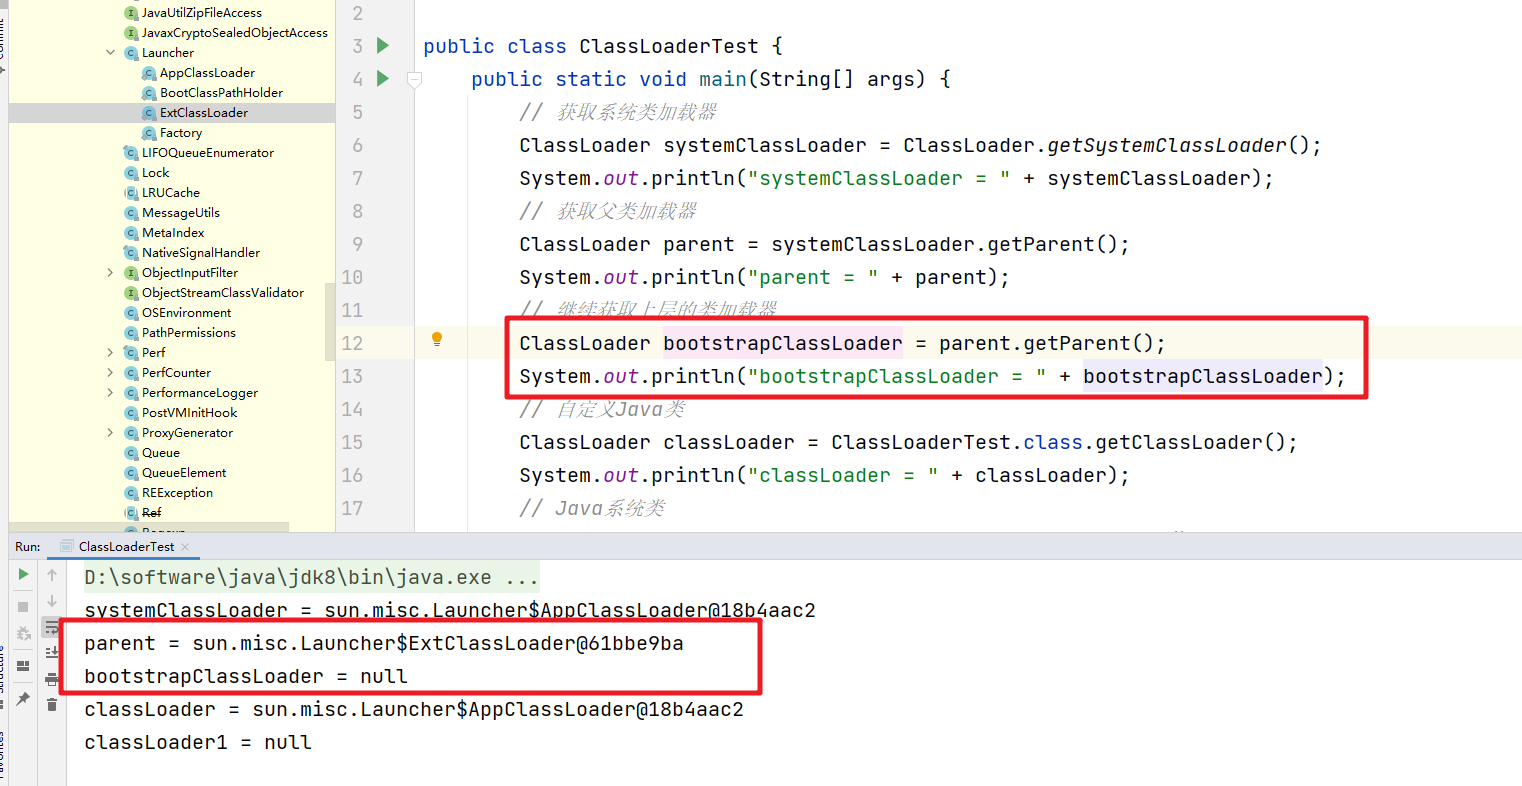 JavaUtilZipFileAccess
JavaxCryptoSealedObjectAccess
Launcher
AppClassLoader
BootClassPathHolder
ExtClassLoader
Factory
LIFOQueueEnumerator
Lock
LRUCache
MessageUtils
MetaIndex
NativeSignalHandler
ObjectInputFilter
ObjectStreamClassValidator
OSEnvironment
PathPermissions
Perf
PerfCounter
PerformanceLogger
PostVMInitHook
ProxyGenerator
Queue
QueueElement
REException
Ref
2
3 public class ClassLoaderTest {
4 public static void main(String[] args) {
5 // 获取系统类加载器
6 ClassLoader systemClassLoader = ClassLoader.getSystemClassLoader();
7 System.out.println("systemClassLoader = " + systemClassLoader);
8 // 获取父类加载器
9 ClassLoader parent = systemClassLoader.getParent();
10 System.out.println("parent = " + parent);
11 // 继续获取上层的类加载器
12 ClassLoader bootstrapClassLoader = parent.getParent();
13 System.out.println("bootstrapClassLoader = " + bootstrapClassLoader);
14 // 自定义Java类
15 ClassLoader classLoader = ClassLoaderTest.class.getClassLoader();
16 System.out.println("classLoader = " + classLoader);
17 // Java系统类
Run: ClassLoaderTest
D:\software\java\jdk8\bin\java.exe ...
systemClassLoader = sun.misc.Launcher$AppClassLoader@18b4aac2
parent = sun.misc.Launcher$ExtClassLoader@61bbe9ba
bootstrapClassLoader = null
classLoader = sun.misc.Launcher$AppClassLoader@18b4aac2
classLoader1 = null